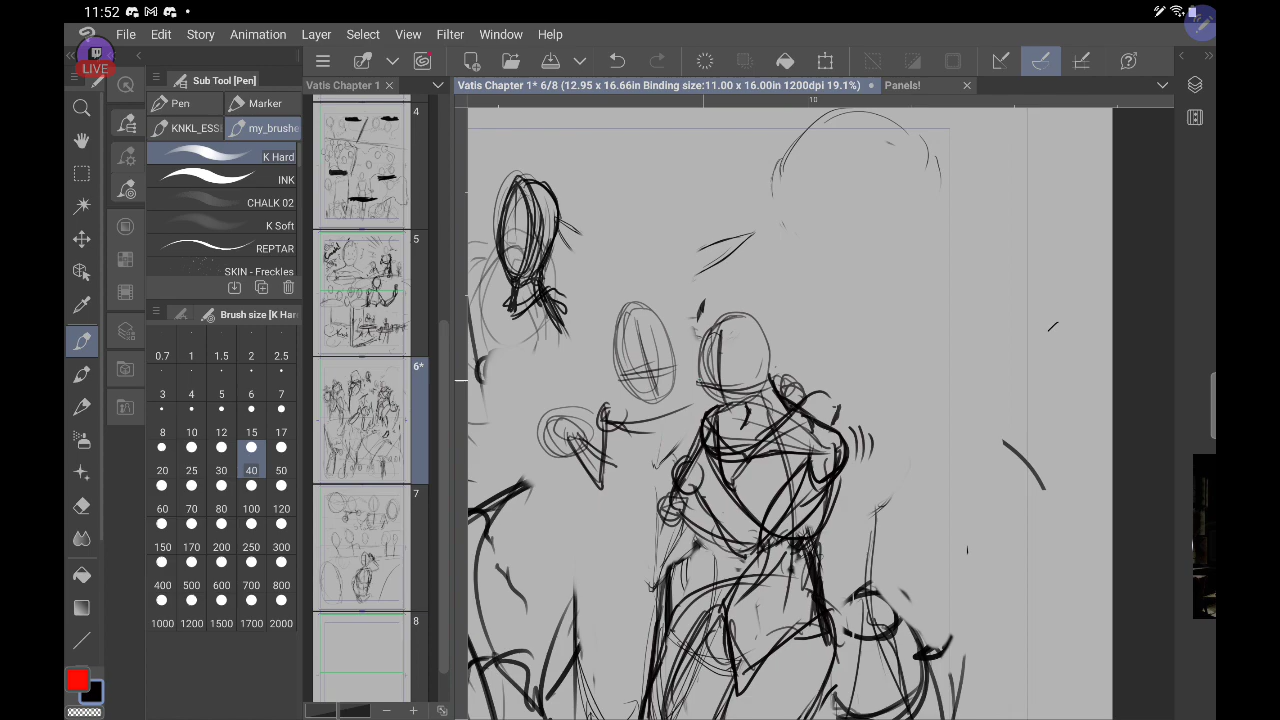 11:52
File Edit Story Animation Layer Select View Filter Window Help
LIVE
Sub Tool [Pen]
Vatis Chapter 1
Vatis Chapter 1* 6/8 (12.95 x 16.66in Binding size:11.00 x 16.00in 1200dpi 19.1%)
Panels!
10
Pen Marker
KNKL_ESS my_brushe
K Hard
INK
CHALK 02
K Soft
REPTAR
SKIN - Freckles
Brush size [K Har
0.7 1 1.5 2 2.5
3 4 5 6 7
8 10 12 15 17
20 25 30 40 50
60 70 80 100 120
150 170 200 250 300
400 500 600 700 800
1000 1200 1500 1700 2000
4
5
6*
7
8